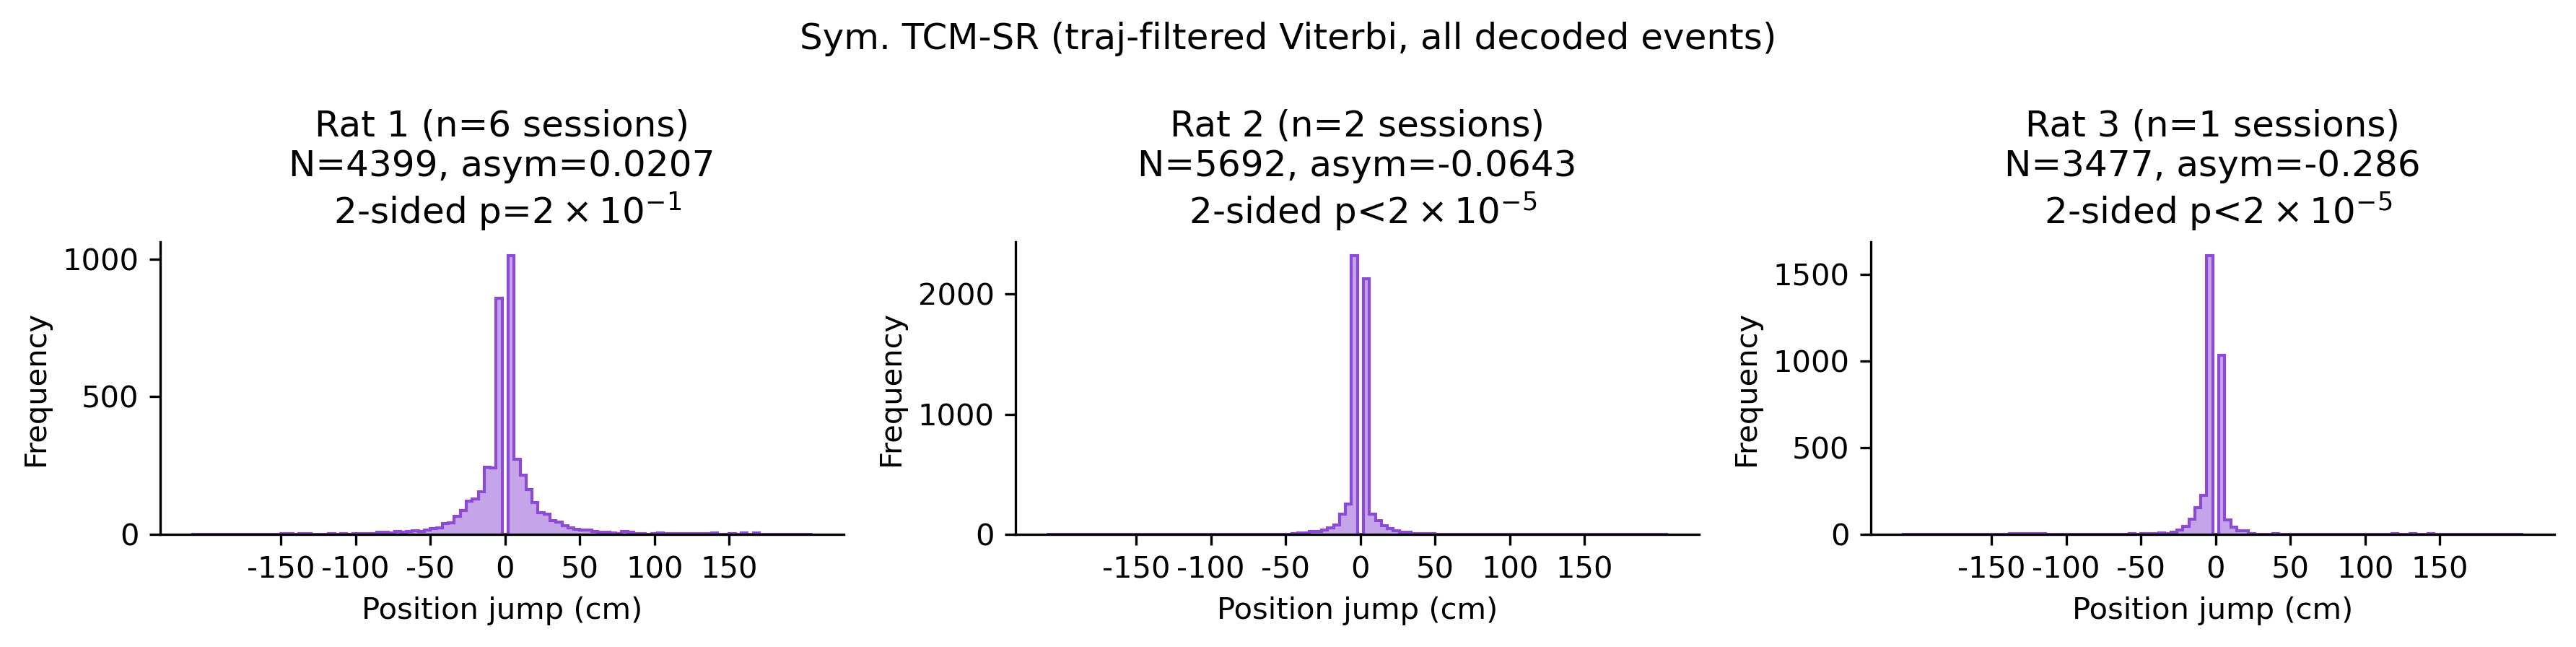 Sym. TCM-SR (traj-filtered Viterbi, all decoded events)
Rat 1 (n=6 sessions)
N=4399, asym=0.0207
2-sided p=2 × 10⁻¹
1000
500
0
Frequency
-150 -100 -50 0 50 100 150
Position jump (cm)
Rat 2 (n=2 sessions)
N=5692, asym=-0.0643
2-sided p<2 × 10⁻⁵
2000
1000
0
Frequency
-150 -100 -50 0 50 100 150
Position jump (cm)
Rat 3 (n=1 sessions)
N=3477, asym=-0.286
2-sided p<2 × 10⁻⁵
1500
1000
500
0
Frequency
-150 -100 -50 0 50 100 150
Position jump (cm)